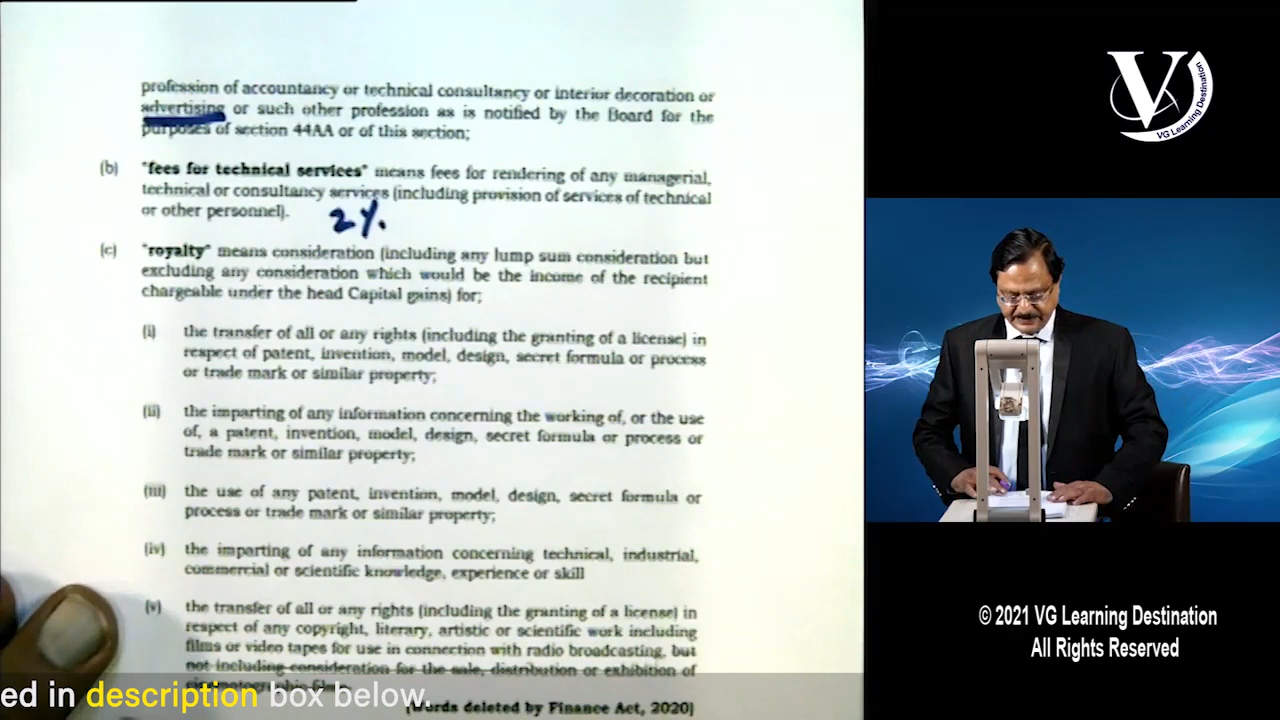 profession of accountancy or technical consultancy or interior decoration or
advertising or such other profession as is notified by the Board for the
purposes of section 44AA or of this section;
(b) "fees for technical services" means fees for rendering of any managerial,
technical or consultancy services (including provision of services of technical
or other personnel).
2%.
(c) "royalty" means consideration (including any lump sum consideration but
excluding any consideration which would be the income of the recipient
chargeable under the head Capital gains) for;
(i) the transfer of all or any rights (including the granting of a license) in
respect of patent, invention, model, design, secret formula or process
or trade mark or similar property;
(ii) the imparting of any information concerning the working of, or the use
of, a patent, invention, model, design, secret formula or process or
trade mark or similar property;
(iii) the use of any patent, invention, model, design, secret formula or
process or trade mark or similar property;
(iv) the imparting of any information concerning technical, industrial,
commercial or scientific knowledge, experience or skill
(v) the transfer of all or any rights (including the granting of a license) in
respect of any copyright, literary, artistic or scientific work including
films or video tapes for use in connection with radio broadcasting, but
not including consideration for the sale, distribution or exhibition of
(Words deleted by Finance Act, 2020)
ed in description box below.
V
VG Learning Destination
© 2021 VG Learning Destination
All Rights Reserved